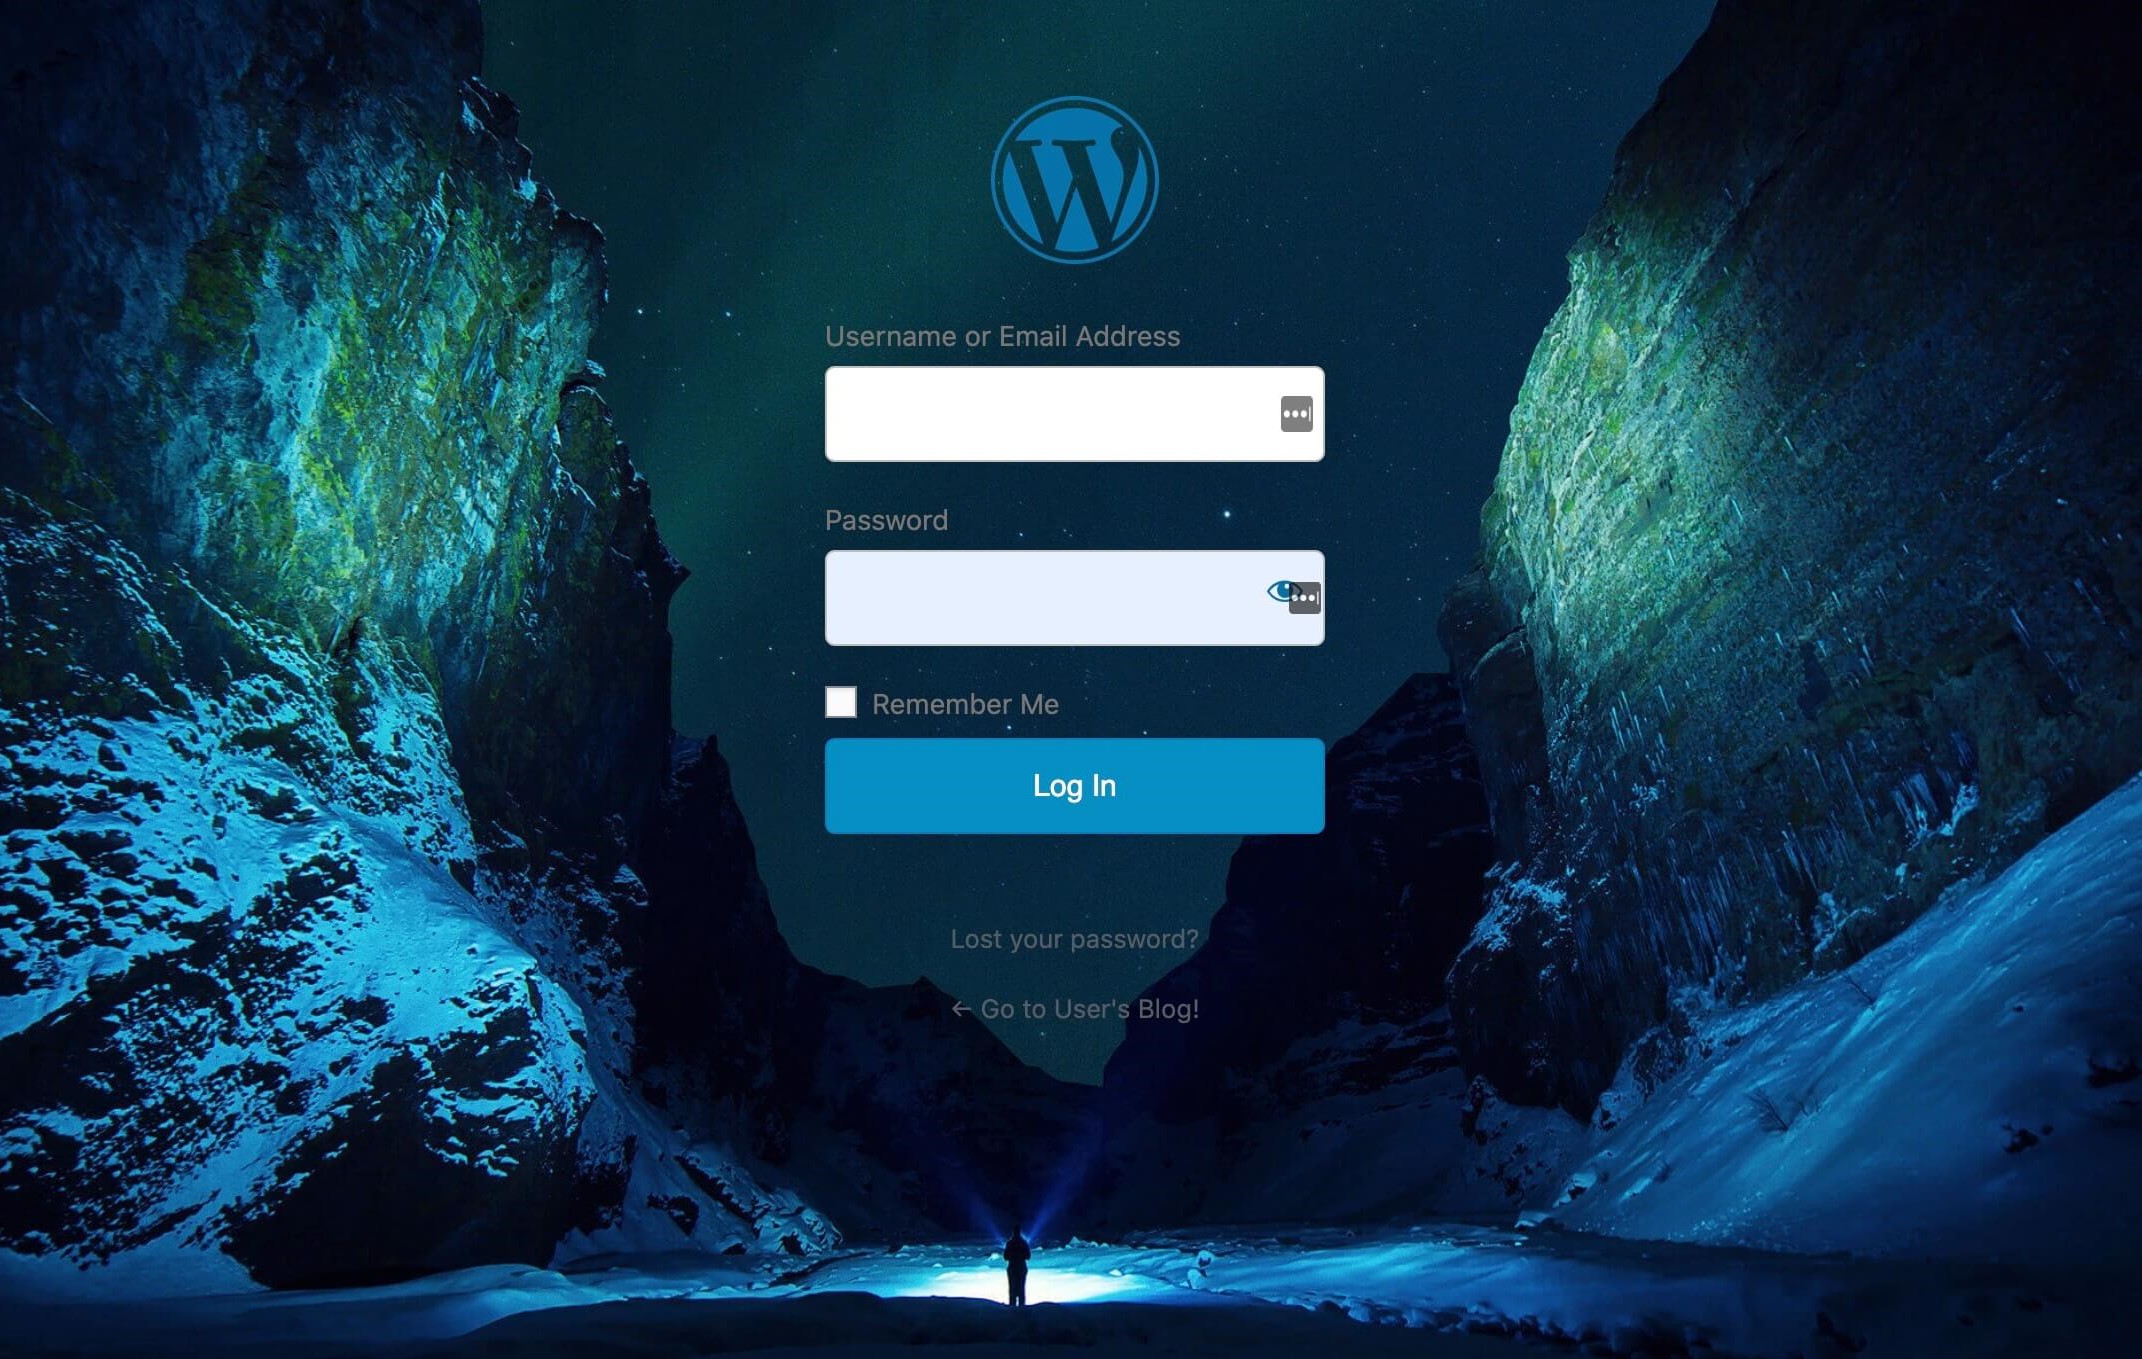 Username or Email Address
Password
Remember Me
Log In
Lost your password?
← Go to User's Blog!